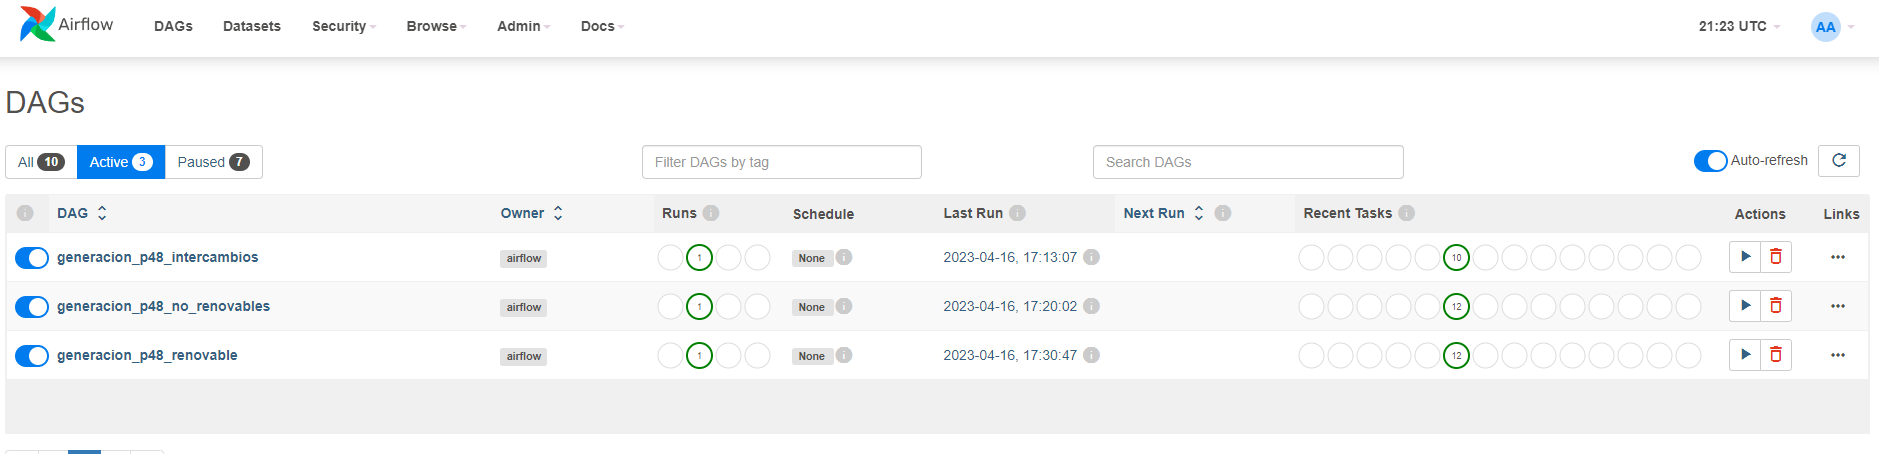 Airflow DAGs Datasets Security Browse Admin Docs 21:23 UTC AA
DAGs
All 10 Active 3 Paused 7 Filter DAGs by tag Search DAGs Auto-refresh
DAG Owner Runs Schedule Last Run Next Run Recent Tasks Actions Links
generacion_p48_intercambios airflow 1 None 2023-04-16, 17:13:07 10
generacion_p48_no_renovables airflow 1 None 2023-04-16, 17:20:02 12
generacion_p48_renovable airflow 1 None 2023-04-16, 17:30:47 12